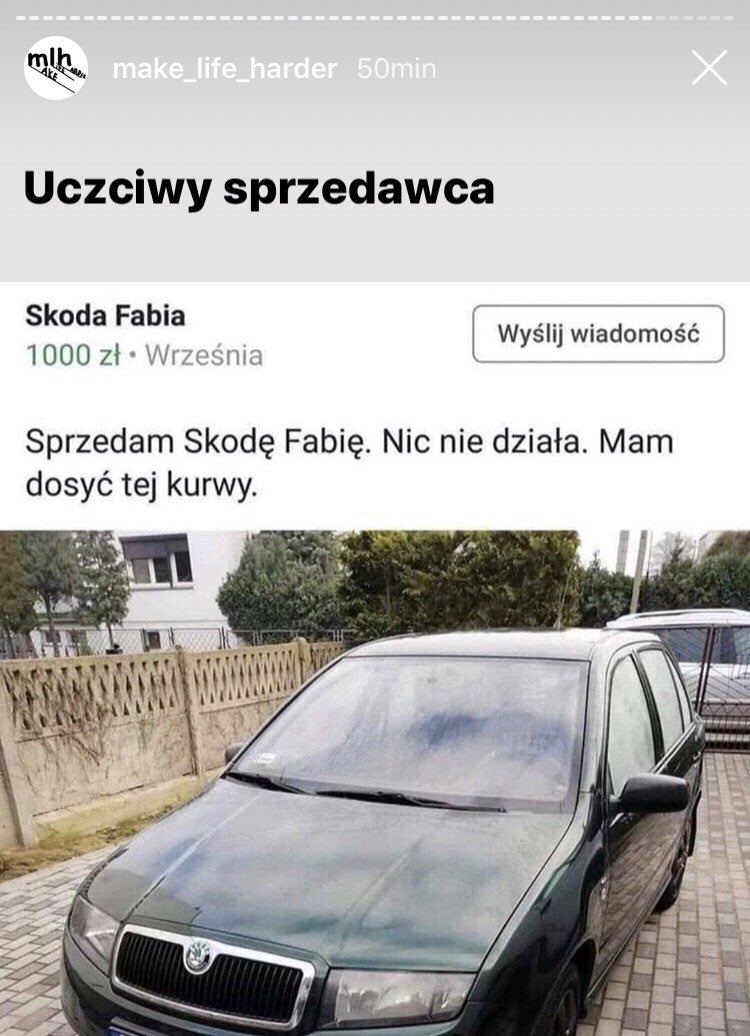 mlh
make_life_harder 50min
Uczciwy sprzedawca
Skoda Fabia
1000 zł • Września
Wyślij wiadomość
Sprzedam Skodę Fabię. Nic nie działa. Mam
dosyć tej kurwy.